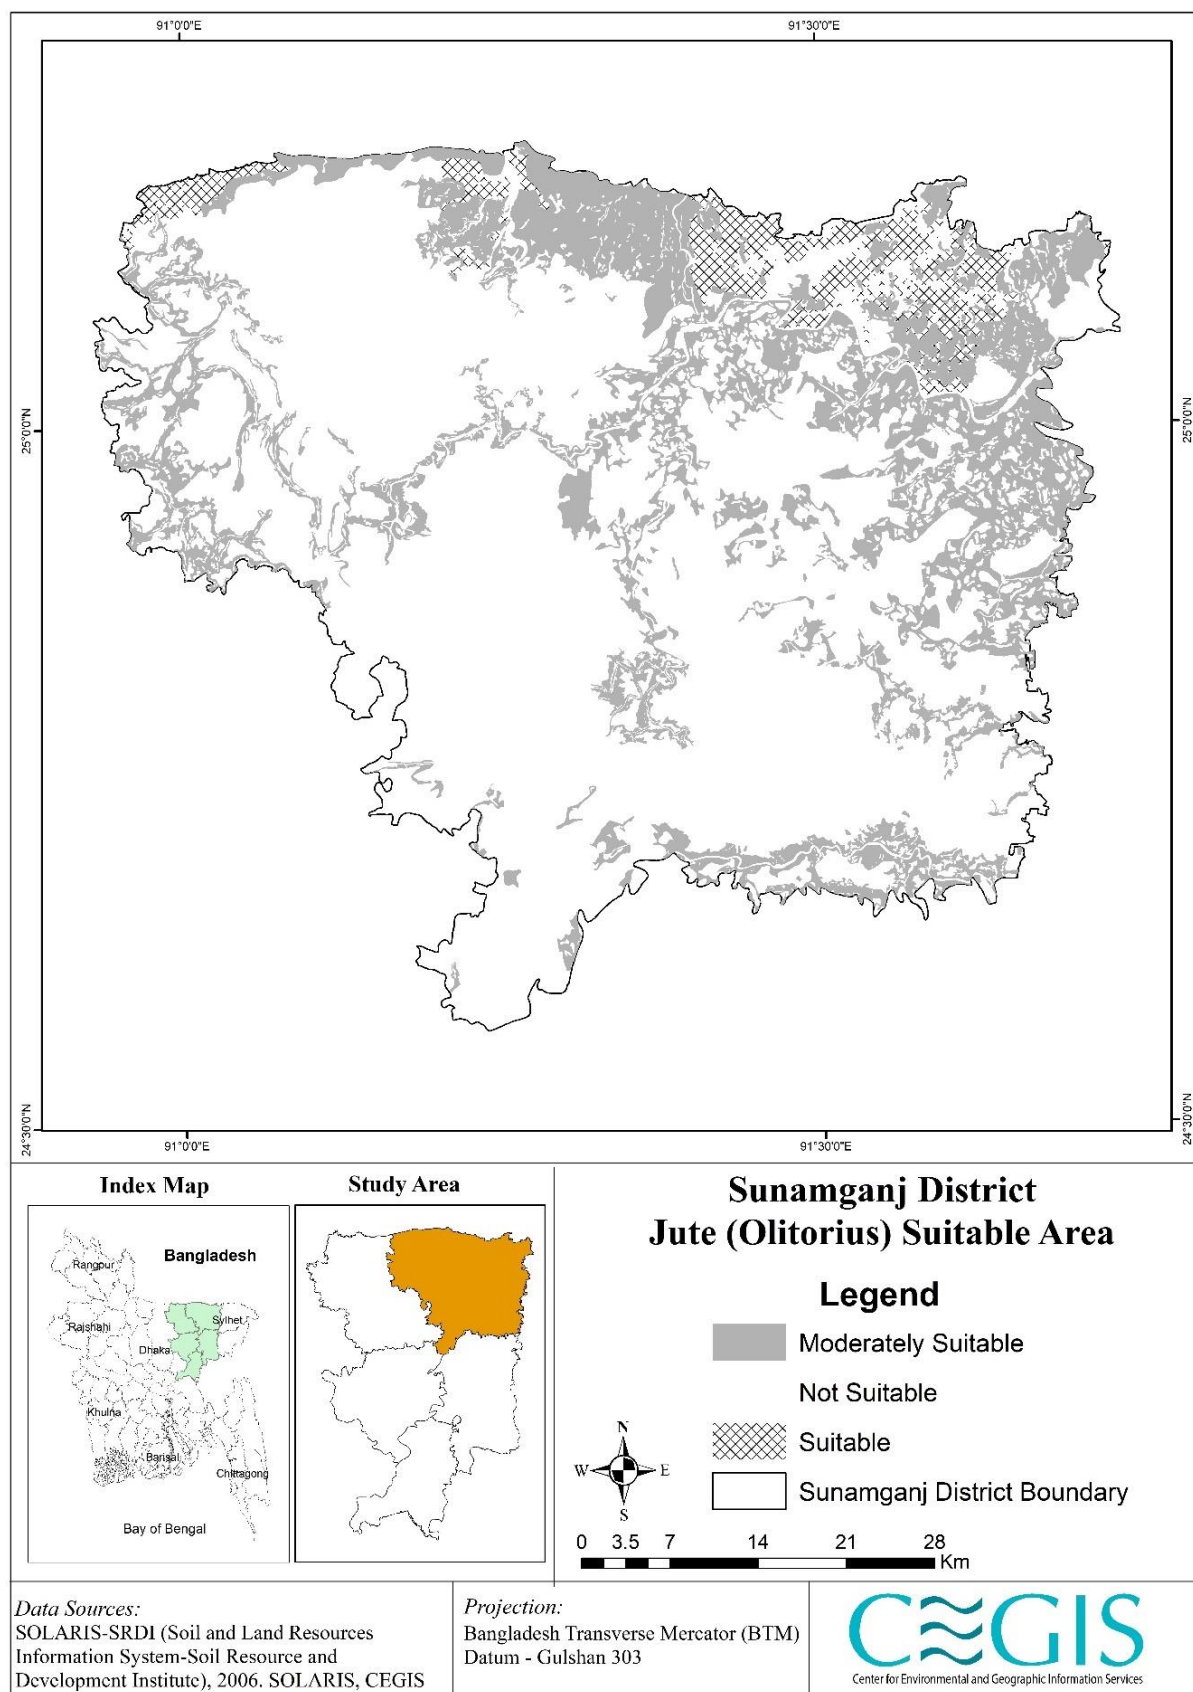 91°0'0"E
91°30'0"E
25°0'0"N
25°0'0"N
24°30'0"N
24°30'0"N
91°0'0"E
91°30'0"E
Index Map
Study Area
Bangladesh
Rangpur
Rajshahi
Sylhet
Dhaka
Khulna
Barisal
Chittagong
Bay of Bengal
Sunamganj District
Jute (Olitorius) Suitable Area
Legend
Moderately Suitable
Not Suitable
Suitable
Sunamganj District Boundary
N
W E
S
0 3.5 7 14 21 28
Km
Data Sources:
SOLARIS-SRDI (Soil and Land Resources
Information System-Soil Resource and
Development Institute), 2006. SOLARIS, CEGIS
Projection:
Bangladesh Transverse Mercator (BTM)
Datum - Gulshan 303
CEGIS
Center for Environmental and Geographic Information Services